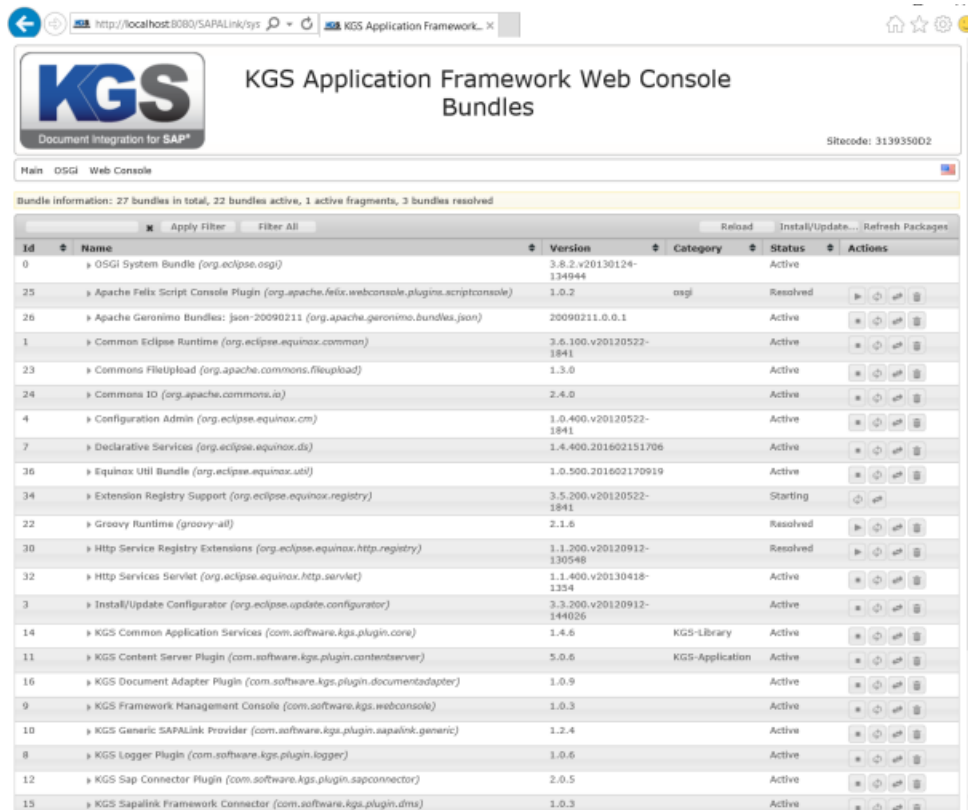 http://localhost:8080/SAPALink/sys
KGS Application Framework...
KGS
Document Integration for SAP®
KGS Application Framework Web Console
Bundles
Sitecode: 3139350D2
Main OSGi Web Console
Bundle information: 27 bundles in total, 22 bundles active, 1 active fragments, 3 bundles resolved
Apply Filter Filter All Reload Install/Update... Refresh Packages
Id Name Version Category Status Actions
0 OSGi System Bundle (org.eclipse.osgi) 3.8.2.v20130124-134944 Active
25 Apache Felix Script Console Plugin (org.apache.felix.webconsole.plugins.scriptconsole) 1.0.2 osgi Resolved
26 Apache Geronimo Bundles: json-20090211 (org.apache.geronimo.bundles.json) 20090211.0.0.1 Active
1 Common Eclipse Runtime (org.eclipse.equinox.common) 3.6.100.v20120522-1841 Active
23 Commons FileUpload (org.apache.commons.fileupload) 1.3.0 Active
24 Commons IO (org.apache.commons.io) 2.4.0 Active
4 Configuration Admin (org.eclipse.equinox.cm) 1.0.400.v20120522-1841 Active
7 Declarative Services (org.eclipse.equinox.ds) 1.4.400.201602151706 Active
36 Equinox Util Bundle (org.eclipse.equinox.util) 1.0.500.201602170919 Active
34 Extension Registry Support (org.eclipse.equinox.registry) 3.5.200.v20120522-1841 Starting
22 Groovy Runtime (groovy-all) 2.1.6 Resolved
30 Http Service Registry Extensions (org.eclipse.equinox.http.registry) 1.1.200.v20120912-130548 Resolved
32 Http Services Servlet (org.eclipse.equinox.http.servlet) 1.1.400.v20130418-1354 Active
3 Install/Update Configurator (org.eclipse.update.configurator) 3.3.200.v20120912-144026 Active
14 KGS Common Application Services (com.software.kgs.plugin.core) 1.4.6 KGS-Library Active
11 KGS Content Server Plugin (com.software.kgs.plugin.contentserver) 5.0.6 KGS-Application Active
16 KGS Document Adapter Plugin (com.software.kgs.plugin.documentadapter) 1.0.9 Active
9 KGS Framework Management Console (com.software.kgs.webconsole) 1.0.3 Active
10 KGS Generic SAPALink Provider (com.software.kgs.plugin.sapalink.generic) 1.2.4 Active
8 KGS Logger Plugin (com.software.kgs.plugin.logger) 1.0.6 Active
12 KGS Sap Connector Plugin (com.software.kgs.plugin.sapconnector) 2.0.5 Active
15 KGS Sapalink Framework Connector (com.software.kgs.plugin.dms) 1.0.3 Active